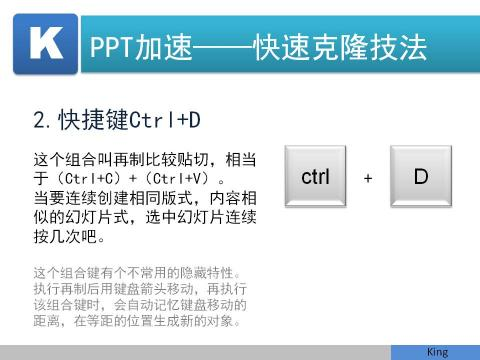 K
PPT加速——快速克隆技法
2.快捷键Ctrl+D
这个组合叫再制比较贴切，相当
于（Ctrl+C）+（Ctrl+V）。
当要连续创建相同版式，内容相
似的幻灯片式，选中幻灯片连续
按几次吧。
ctrl + D
这个组合键有个不常用的隐藏特性。
执行再制后用键盘箭头移动，再执行
该组合键时，会自动记忆键盘移动的
距离，在等距的位置生成新的对象。
King